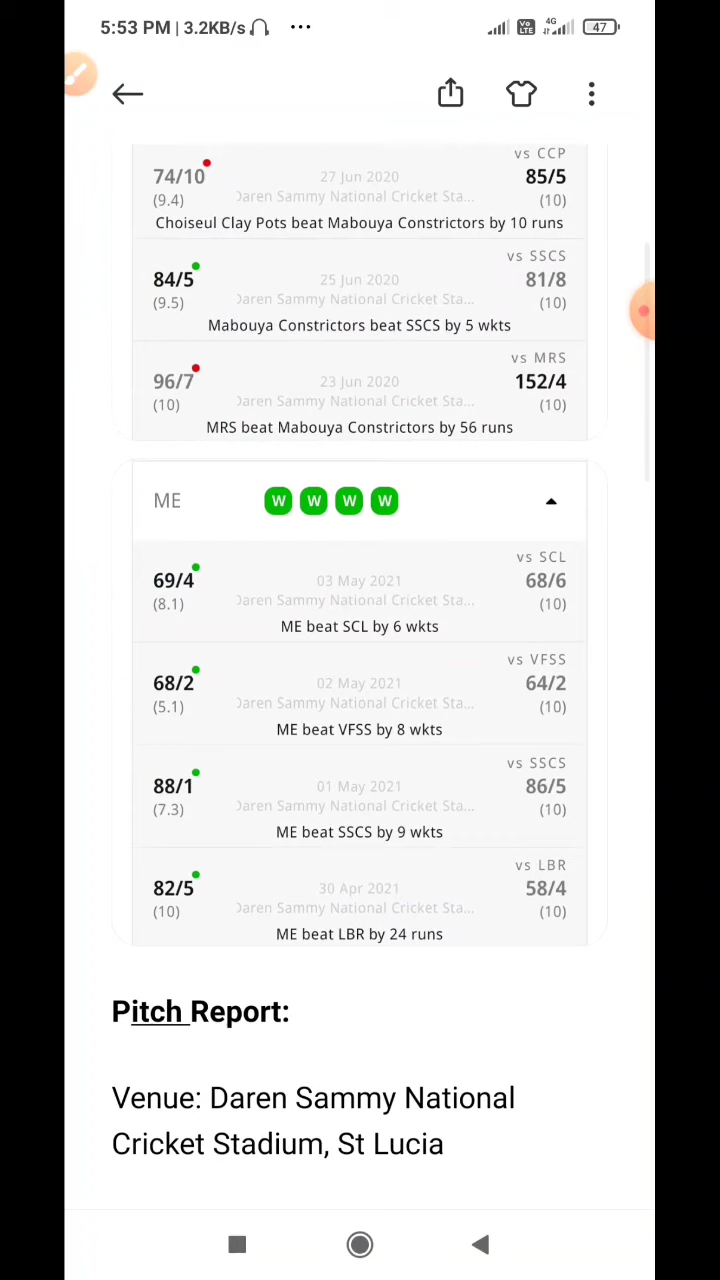 5:53 PM | 3.2KB/s
Vo LTE 4G 47
vs CCP
74/10 27 Jun 2020 85/5
(9.4) Daren Sammy National Cricket Sta... (10)
Choiseul Clay Pots beat Mabouya Constrictors by 10 runs
vs SSCS
84/5 25 Jun 2020 81/8
(9.5) Daren Sammy National Cricket Sta... (10)
Mabouya Constrictors beat SSCS by 5 wkts
vs MRS
96/7 23 Jun 2020 152/4
(10) Daren Sammy National Cricket Sta... (10)
MRS beat Mabouya Constrictors by 56 runs
ME W W W W
vs SCL
69/4 03 May 2021 68/6
(8.1) Daren Sammy National Cricket Sta... (10)
ME beat SCL by 6 wkts
vs VFSS
68/2 02 May 2021 64/2
(5.1) Daren Sammy National Cricket Sta... (10)
ME beat VFSS by 8 wkts
vs SSCS
88/1 01 May 2021 86/5
(7.3) Daren Sammy National Cricket Sta... (10)
ME beat SSCS by 9 wkts
vs LBR
82/5 30 Apr 2021 58/4
(10) Daren Sammy National Cricket Sta... (10)
ME beat LBR by 24 runs
Pitch Report:
Venue: Daren Sammy National
Cricket Stadium, St Lucia